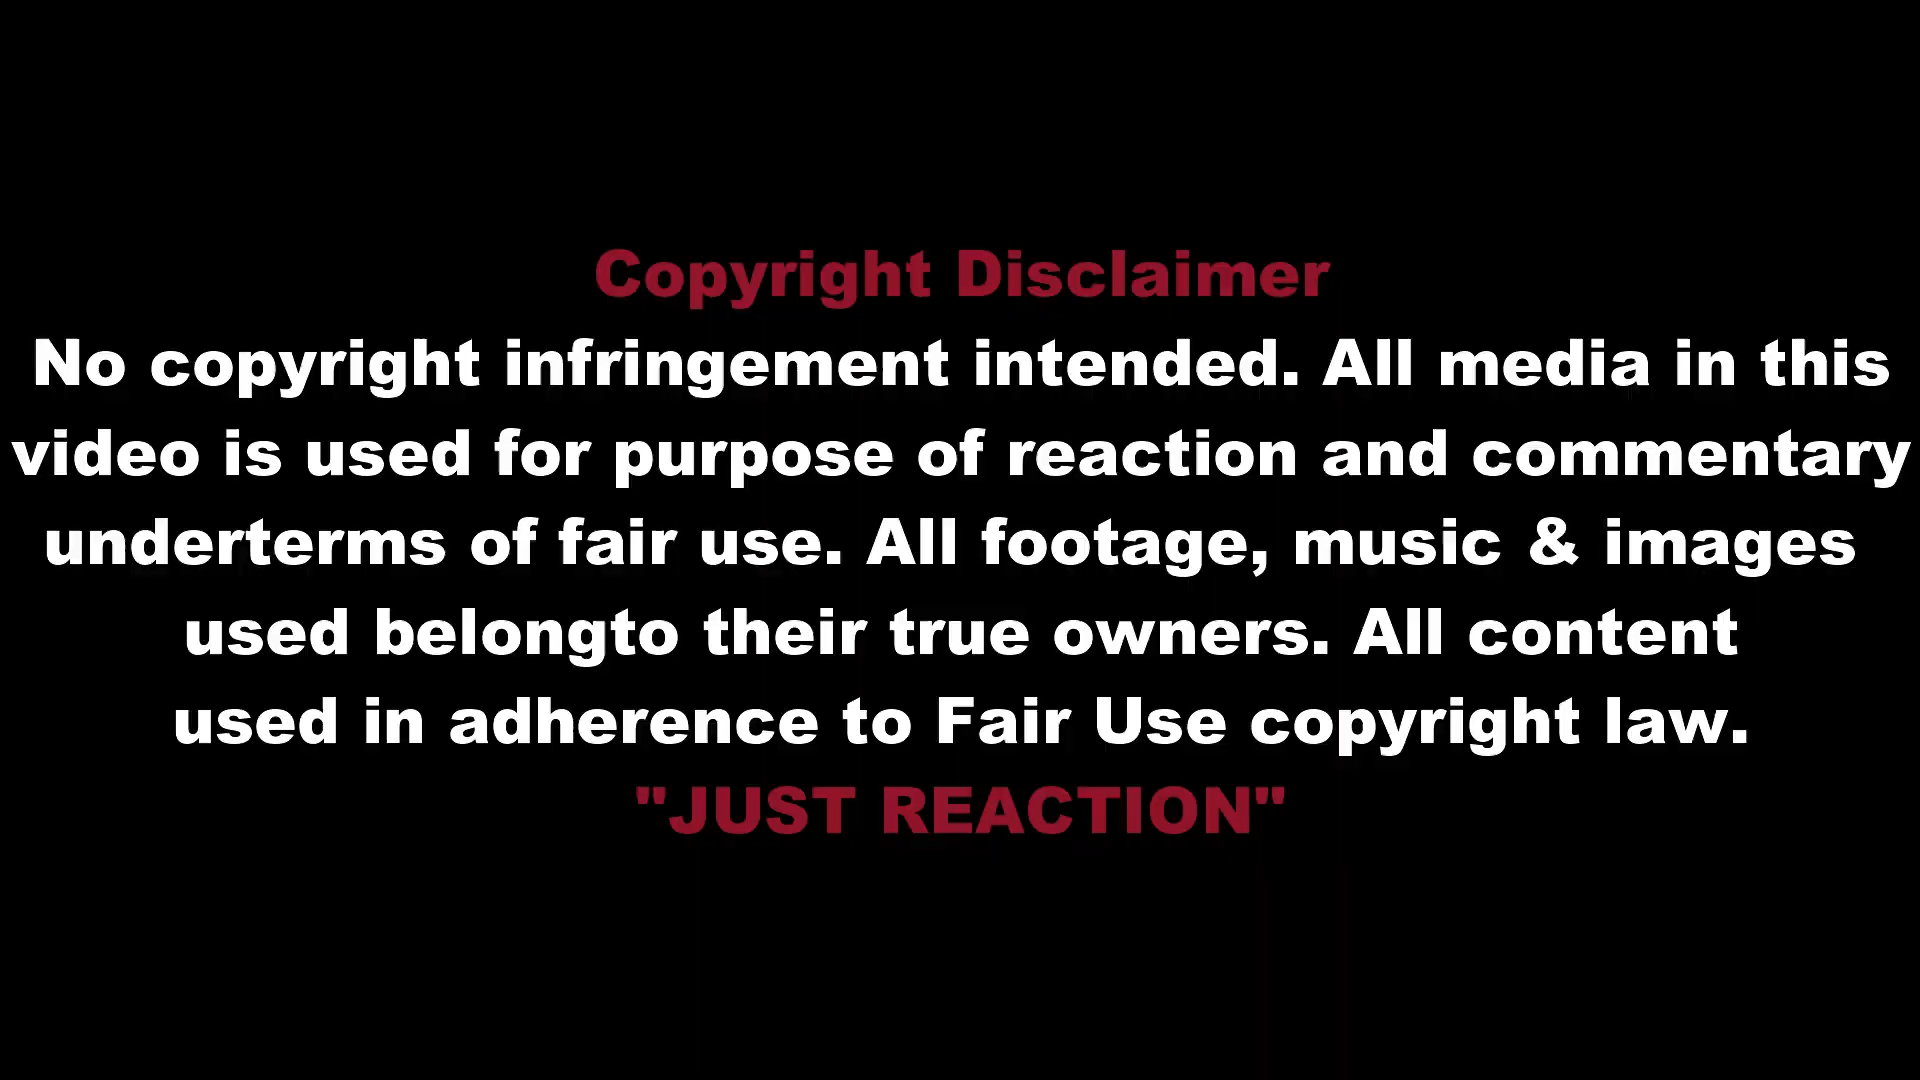 Copyright Disclaimer
No copyright infringement intended. All media in this
video is used for purpose of reaction and commentary
underterms of fair use. All footage, music & images
used belongto their true owners. All content
used in adherence to Fair Use copyright law.
"JUST REACTION"